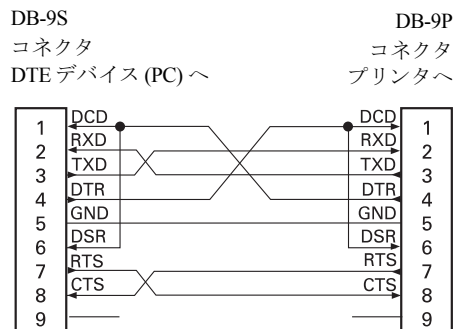 DB-9S
コネクタ
DTE デバイス (PC) へ
DB-9P
コネクタ
プリンタへ
1 DCD DCD 1
2 RXD RXD 2
3 TXD TXD 3
4 DTR DTR 4
5 GND GND 5
6 DSR DSR 6
7 RTS RTS 7
8 CTS CTS 8
9 9